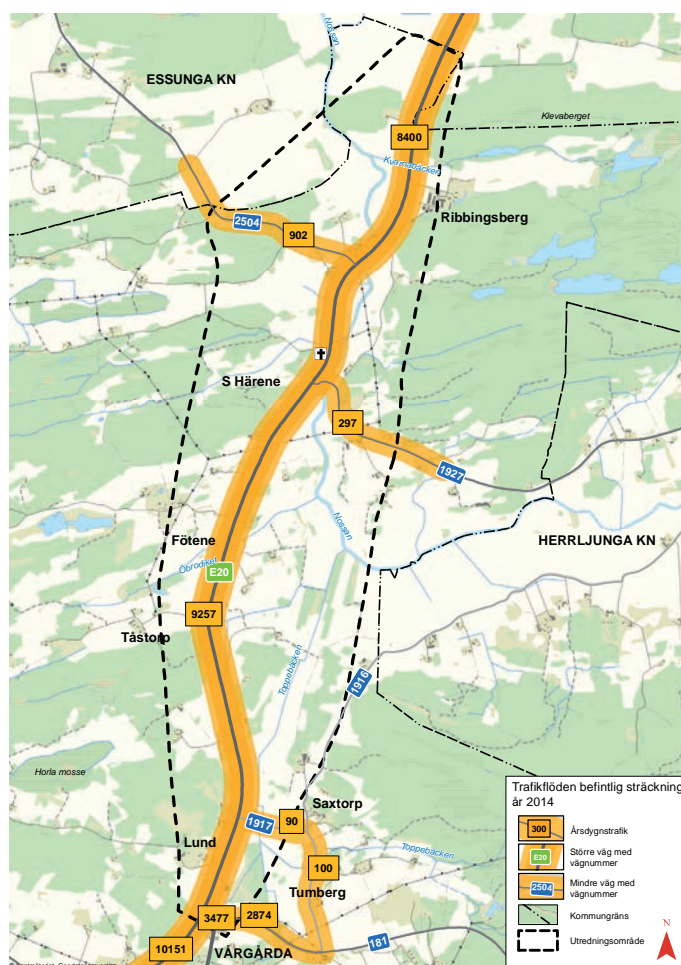 Nossan
ESSUNGA KN
Klevaberget
8400
Kvarnabäcken
Ribbingsberg
2504
902
S Härene
297
1927
Nossan
HERRLJUNGA KN
Fötene
Öbrodiket
E20
9257
Tåstorp
1916
Toppebäcken
Horla mosse
Saxtorp
90
1917
Lund
Toppebäcken
100
Tumberg
3477
2874
181
VÅRGÅRDA
10151
Trafikflöden befintlig sträckning
år 2014
300
Årsdygnstrafik
E20
Större väg med
vägnummer
2504
Mindre väg med
vägnummer
Kommungräns
Utredningsområde
N